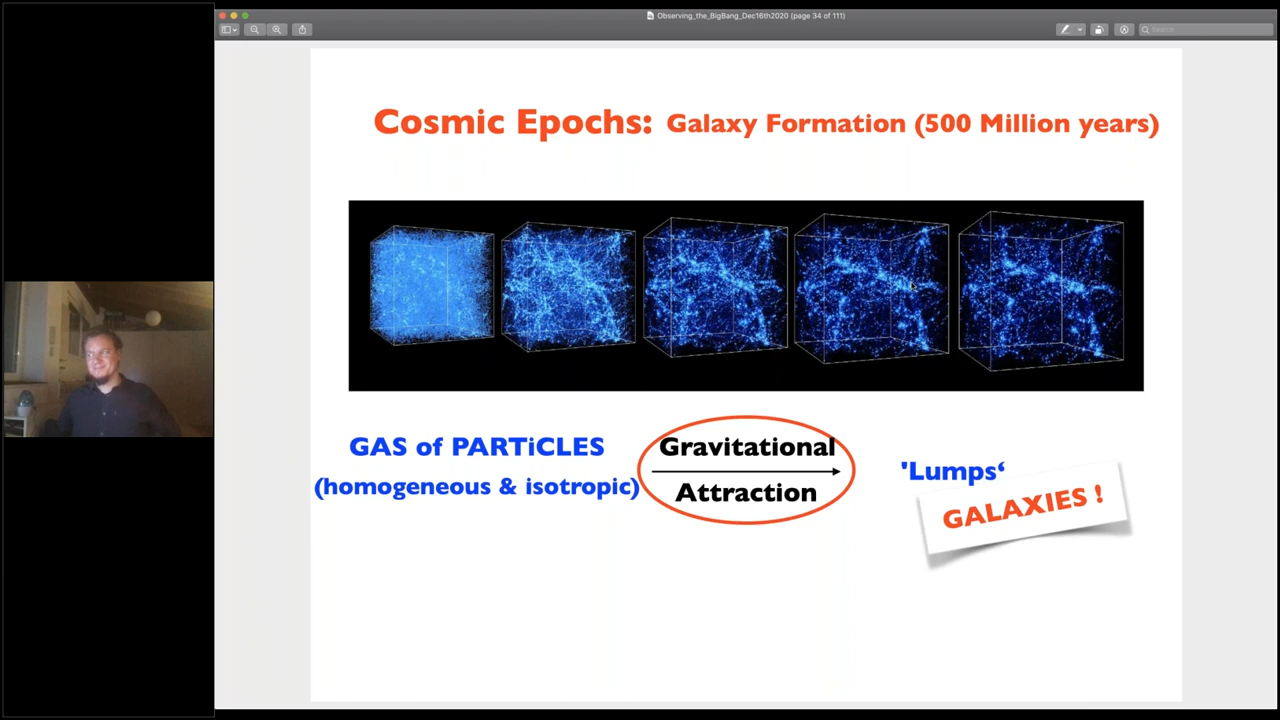 Observing_the_BigBang_Dec16th2020 (page 34 of 111)
Search
Cosmic Epochs: Galaxy Formation (500 Million years)
GAS of PARTiCLES
(homogeneous & isotropic)
Gravitational
Attraction
'Lumps‘
GALAXIES !